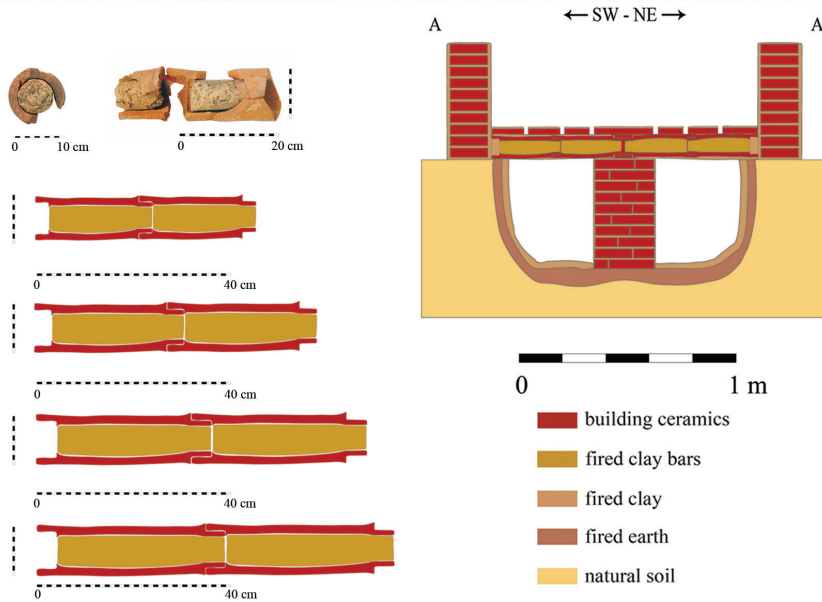 ← SW - NE →
A
A
0
10 cm
0
20 cm
0
40 cm
0
40 cm
0
40 cm
0
40 cm
0
1 m
building ceramics
fired clay bars
fired clay
fired earth
natural soil